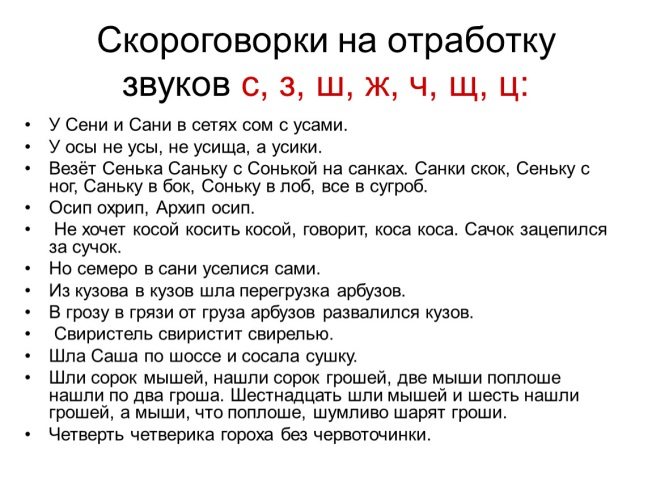 Скороговорки на отработку
звуков с, з, ш, ж, ч, щ, ц:
• У Сени и Сани в сетях сом с усами.
• У осы не усы, не усища, а усики.
• Везёт Сенька Саньку с Сонькой на санках. Санки скок, Сеньку с
ног, Саньку в бок, Соньку в лоб, все в сугроб.
• Осип охрип, Архип осип.
• Не хочет косой косить косой, говорит, коса коса. Сачок зацепился
за сучок.
• Но семеро в сани уселися сами.
• Из кузова в кузов шла перегрузка арбузов.
• В грозу в грязи от груза арбузов развалился кузов.
• Свиристель свиристит свирелью.
• Шла Саша по шоссе и сосала сушку.
• Шли сорок мышей, нашли сорок грошей, две мыши поплоше
нашли по два гроша. Шестнадцать шли мышей и шесть нашли
грошей, а мыши, что поплоше, шумливо шарят гроши.
• Четверть четверика гороха без червоточинки.